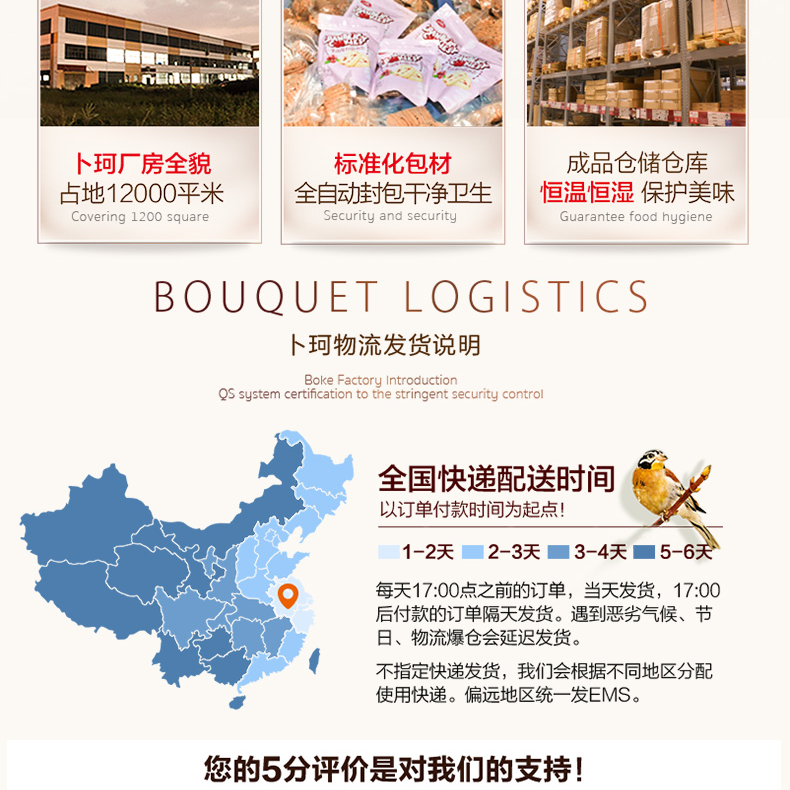 卜珂厂房全貌
占地12000平米
Covering 1200 square
标准化包材
全自动封包干净卫生
Security and security
成品仓储仓库
恒温恒湿 保护美味
Guarantee food hygiene
BOUQUET LOGISTICS
卜珂物流发货说明
Boke Factory Introduction
QS system certification to the stringent security control
全国快递配送时间
以订单付款时间为起点!
1-2天 2-3天 3-4天 5-6天
每天17:00点之前的订单，当天发货，17:00
后付款的订单隔天发货。遇到恶劣气候、节
日、物流爆仓会延迟发货。
不指定快递发货，我们会根据不同地区分配
使用快递。偏远地区统一发EMS。
您的5分评价是对我们的支持!